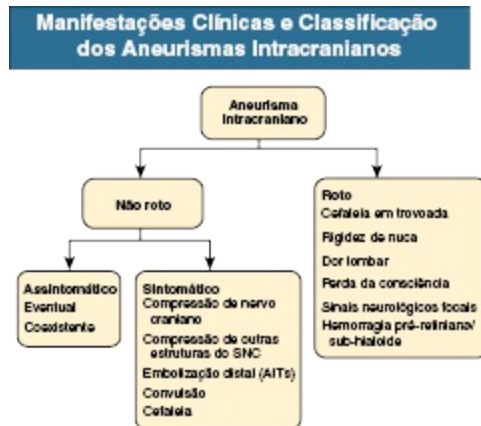 Manifestações Clínicas e Classificação
dos Aneurismas Intracranianos
Aneurisma
Intracraniano
Não roto
Roto
Cefaleia em trovoada
Rigidez de nuca
Dor lombar
Perda da consciência
Sinais neurológicos focais
Hemorragia pré-retiniana/
sub-hialoide
Assintomático
Eventual
Coexistente
Sintomático
Compressão de nervo
craniano
Compressão de outras
estruturas do SNC
Embolização distal (AITs)
Convulsão
Cefaleia